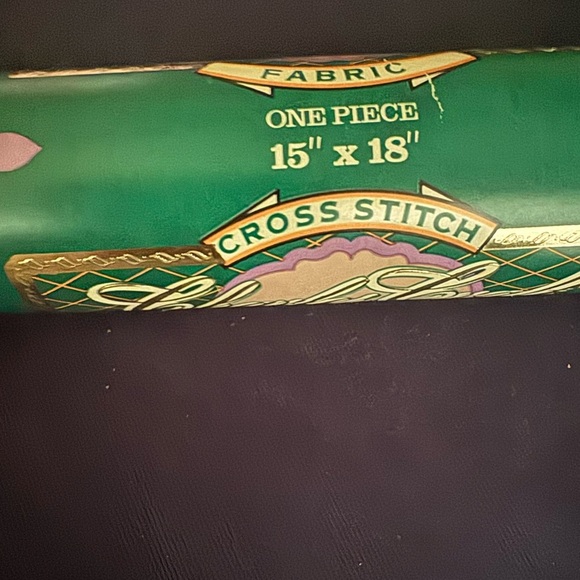 FABRIC
ONE PIECE
15" x 18"
CROSS STITCH